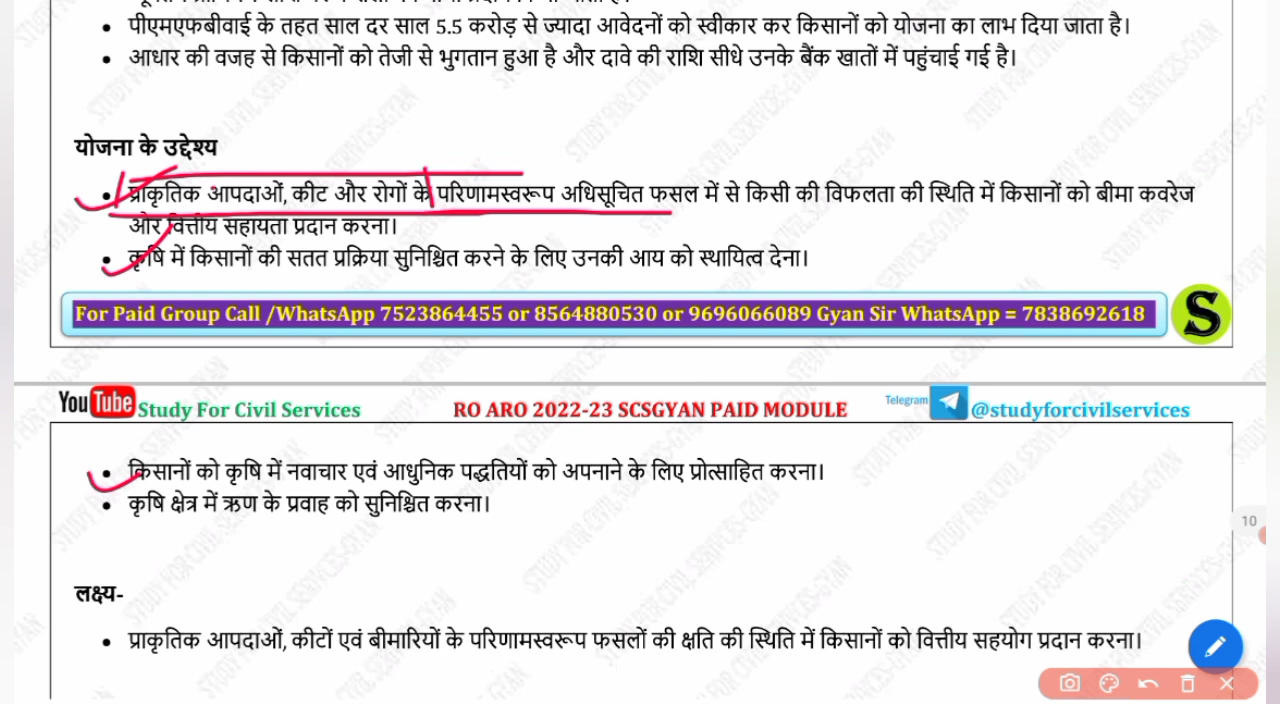 पीएमएफबीवाई के तहत साल दर साल 5.5 करोड़ से ज्यादा आवेदनों को स्वीकार कर किसानों को योजना का लाभ दिया जाता है।
आधार की वजह से किसानों को तेजी से भुगतान हुआ है और दावे की राशि सीधे उनके बैंक खातों में पहुंचाई गई है।
योजना के उद्देश्य
प्राकृतिक आपदाओं, कीट और रोगों के परिणामस्वरूप अधिसूचित फसल में से किसी की विफलता की स्थिति में किसानों को बीमा कवरेज
और वित्तीय सहायता प्रदान करना।
कृषि में किसानों की सतत प्रक्रिया सुनिश्चित करने के लिए उनकी आय को स्थायित्व देना।
For Paid Group Call /WhatsApp 7523864455 or 8564880530 or 9696066089 Gyan Sir WhatsApp = 7838692618
S
YouTube Study For Civil Services RO ARO 2022-23 SCSGYAN PAID MODULE Telegram @studyforcivilservices
किसानों को कृषि में नवाचार एवं आधुनिक पद्धतियों को अपनाने के लिए प्रोत्साहित करना।
कृषि क्षेत्र में ऋण के प्रवाह को सुनिश्चित करना।
10
लक्ष्य-
प्राकृतिक आपदाओं, कीटों एवं बीमारियों के परिणामस्वरूप फसलों की क्षति की स्थिति में किसानों को वित्तीय सहयोग प्रदान करना।